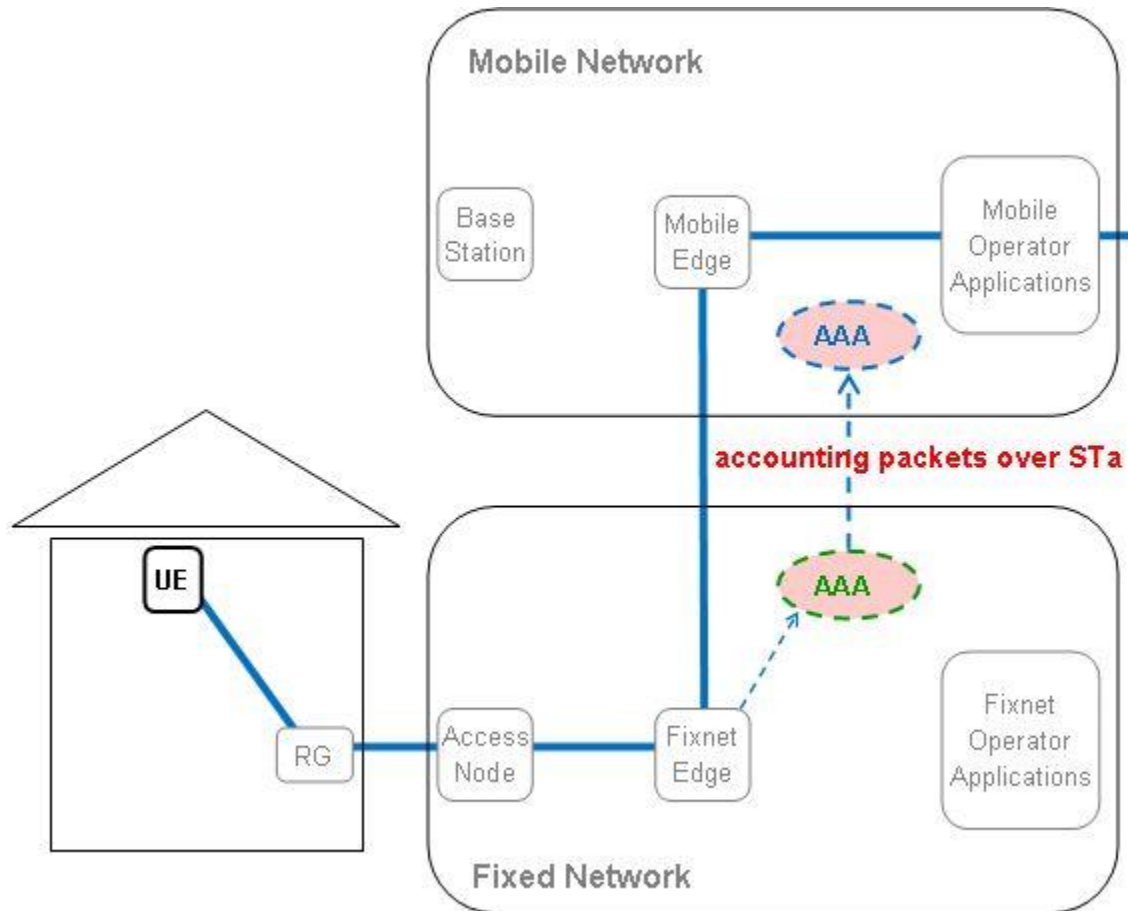 Mobile Network
Base
Station
Mobile
Edge
Mobile
Operator
Applications
AAA
accounting packets over STa
UE
RG
Access
Node
Fixnet
Edge
AAA
Fixnet
Operator
Applications
Fixed Network